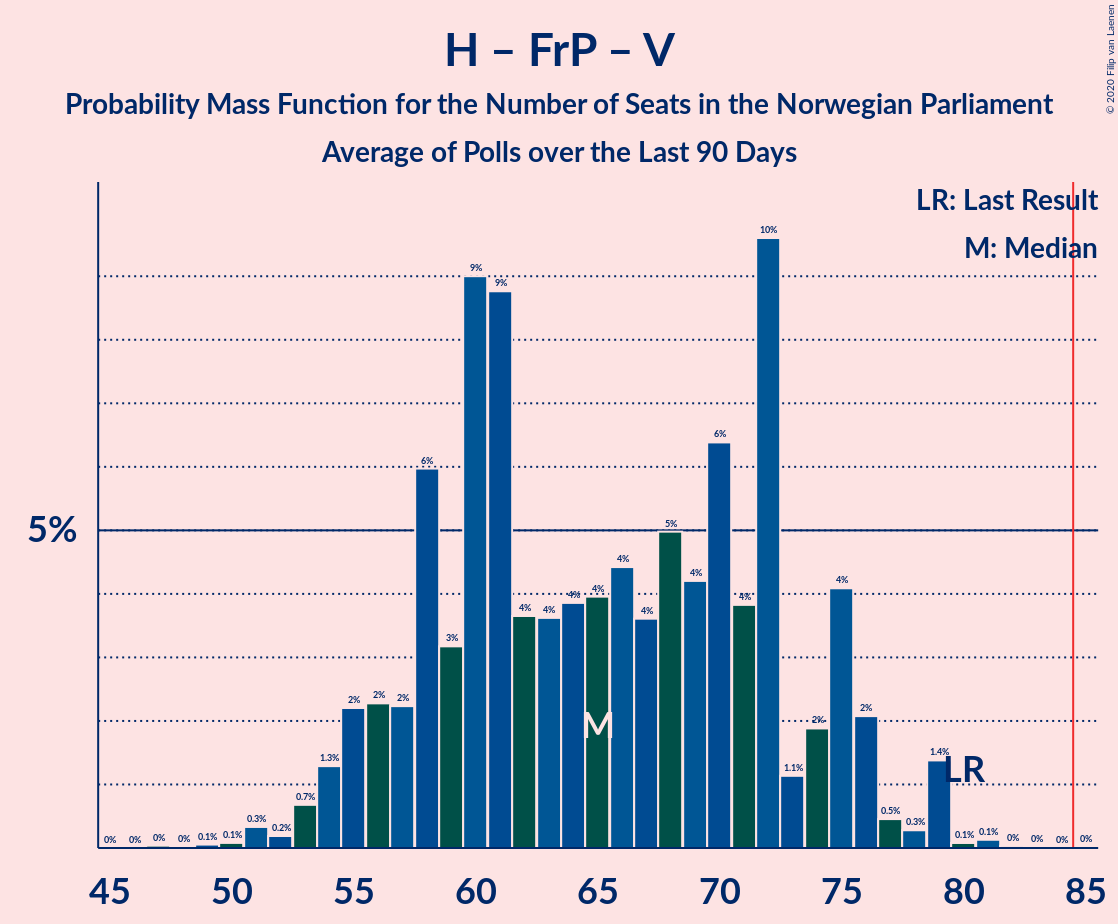 H – FrP – V
Probability Mass Function for the Number of Seats in the Norwegian Parliament
Average of Polls over the Last 90 Days
© 2020 Filip van Laenen
LR: Last Result
M: Median
5%
0% 0% 0% 0% 0.1% 0.1% 0.3% 0.2% 0.7% 1.3% 2% 2% 2% 6% 3% 9% 9% 4% 4% 4% 4% 4% 4% 5% 4% 6% 4% 10% 1.1% 2% 4% 2% 0.5% 0.3% 1.4% 0.1% 0.1% 0% 0% 0% 0%
M
LR
45 50 55 60 65 70 75 80 85